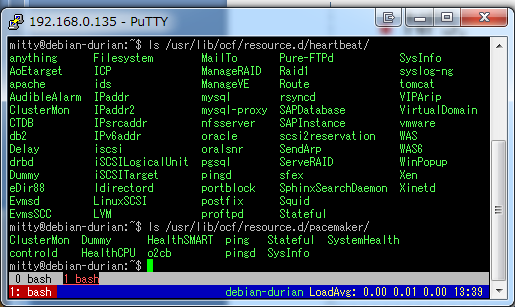 192.168.0.135 - PuTTY
mitty@debian-durian:~$ ls /usr/lib/ocf/resource.d/heartbeat/
anything Filesystem MailTo Pure-FTPd SysInfo
AoEtarget ICP ManageRAID Raid1 syslog-ng
apache ids ManageVE Route tomcat
AudibleAlarm IPaddr mysql rsyncd VIPArip
ClusterMon IPaddr2 mysql-proxy SAPDatabase VirtualDomain
CTDB IPsrcaddr nfsserver SAPInstance vmware
db2 IPv6addr oracle scsi2reservation WAS
Delay iscsi oralsnr SendArp WAS6
drbd iSCSILogicalUnit pgsql ServeRAID WinPopup
Dummy iSCSITarget pingd sfex Xen
eDir88 ldirectord portblock SphinxSearchDaemon Xinetd
Evmsd LinuxSCSI postfix Squid
EvmsSCC LVM proftpd Stateful
mitty@debian-durian:~$ ls /usr/lib/ocf/resource.d/pacemaker/
ClusterMon Dummy HealthSMART ping Stateful SystemHealth
controld HealthCPU o2cb pingd SysInfo
mitty@debian-durian:~$
0 bash 1 bash
1: bash debian-durian LoadAvg: 0.00 0.01 0.00 13:39